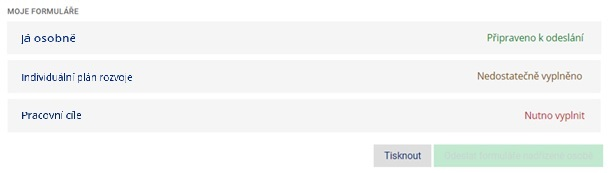 MOJE FORMULÁŘE
Já osobně Připraveno k odeslání
Individuální plán rozvoje Nedostatečně vyplněno
Pracovní cíle Nutno vyplnit
Tisknout